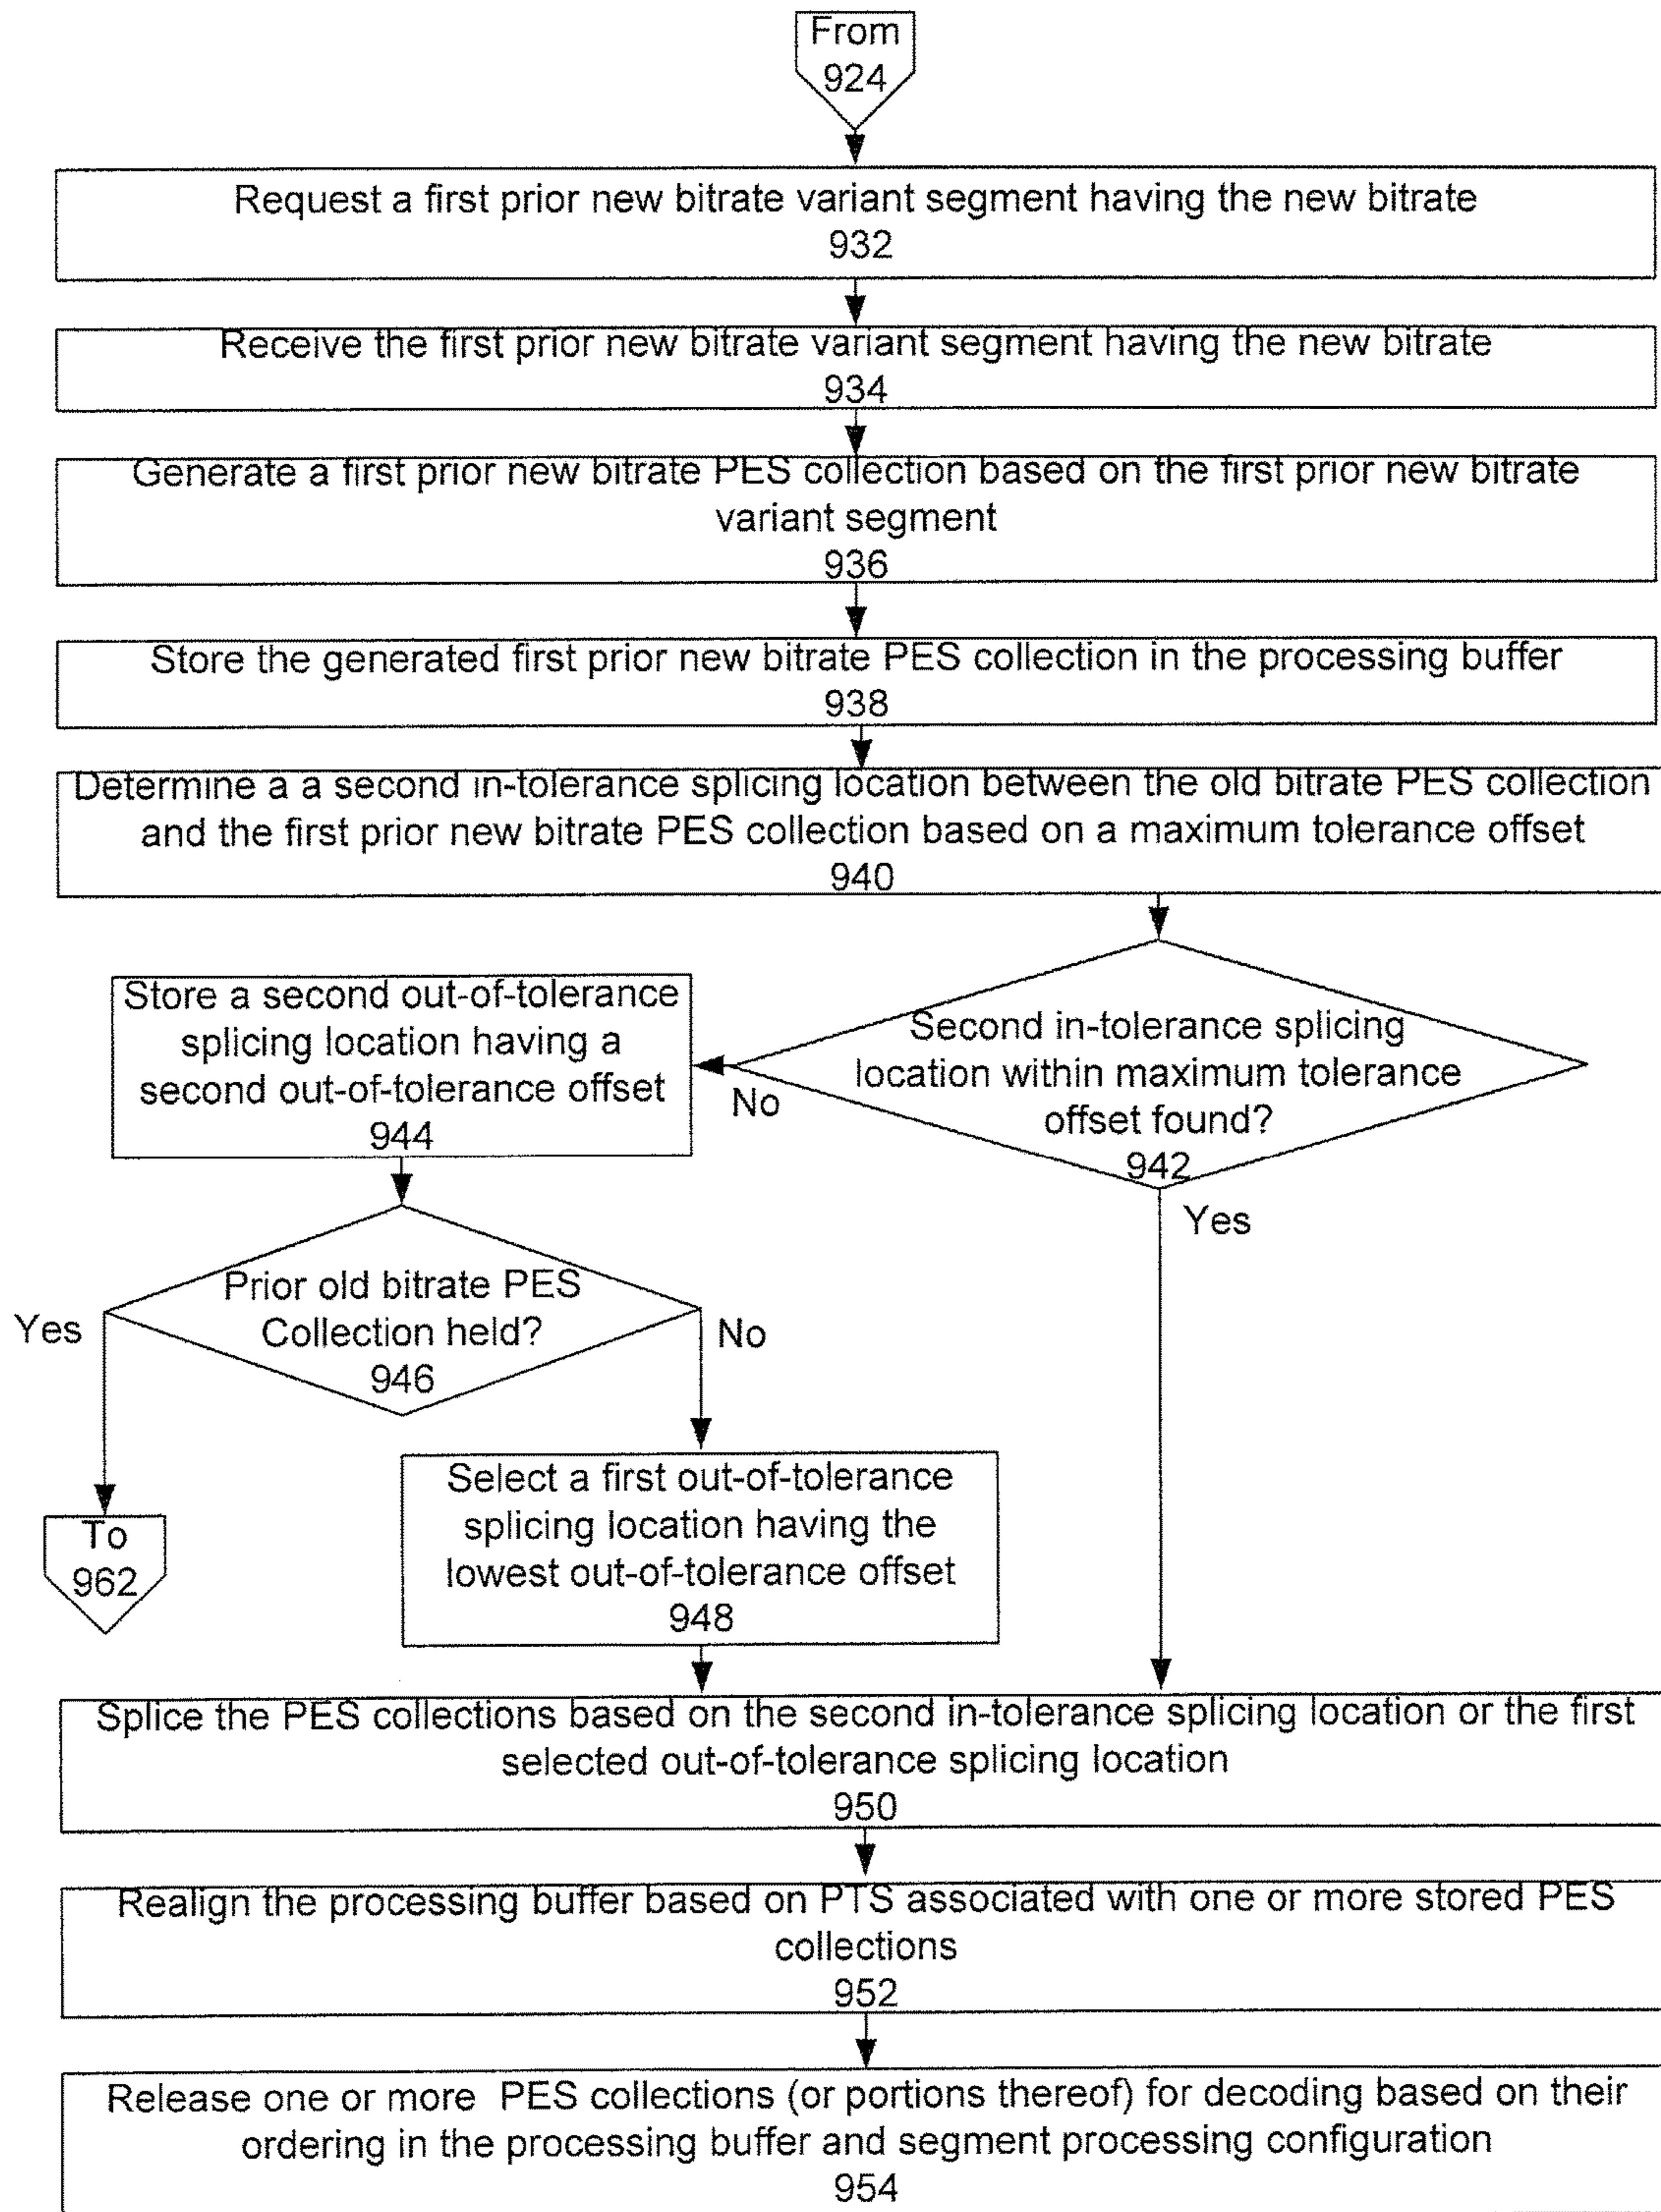 From
924
Request a first prior new bitrate variant segment having the new bitrate
932
Receive the first prior new bitrate variant segment having the new bitrate
934
Generate a first prior new bitrate PES collection based on the first prior new bitrate
variant segment
936
Store the generated first prior new bitrate PES collection in the processing buffer
938
Determine a a second in-tolerance splicing location between the old bitrate PES collection
and the first prior new bitrate PES collection based on a maximum tolerance offset
940
Second in-tolerance splicing
location within maximum tolerance
offset found?
942
No
Yes
Store a second out-of-tolerance
splicing location having a
second out-of-tolerance offset
944
Prior old bitrate PES
Collection held?
946
Yes
No
To
962
Select a first out-of-tolerance
splicing location having the
lowest out-of-tolerance offset
948
Splice the PES collections based on the second in-tolerance splicing location or the first
selected out-of-tolerance splicing location
950
Realign the processing buffer based on PTS associated with one or more stored PES
collections
952
Release one or more PES collections (or portions thereof) for decoding based on their
ordering in the processing buffer and segment processing configuration
954